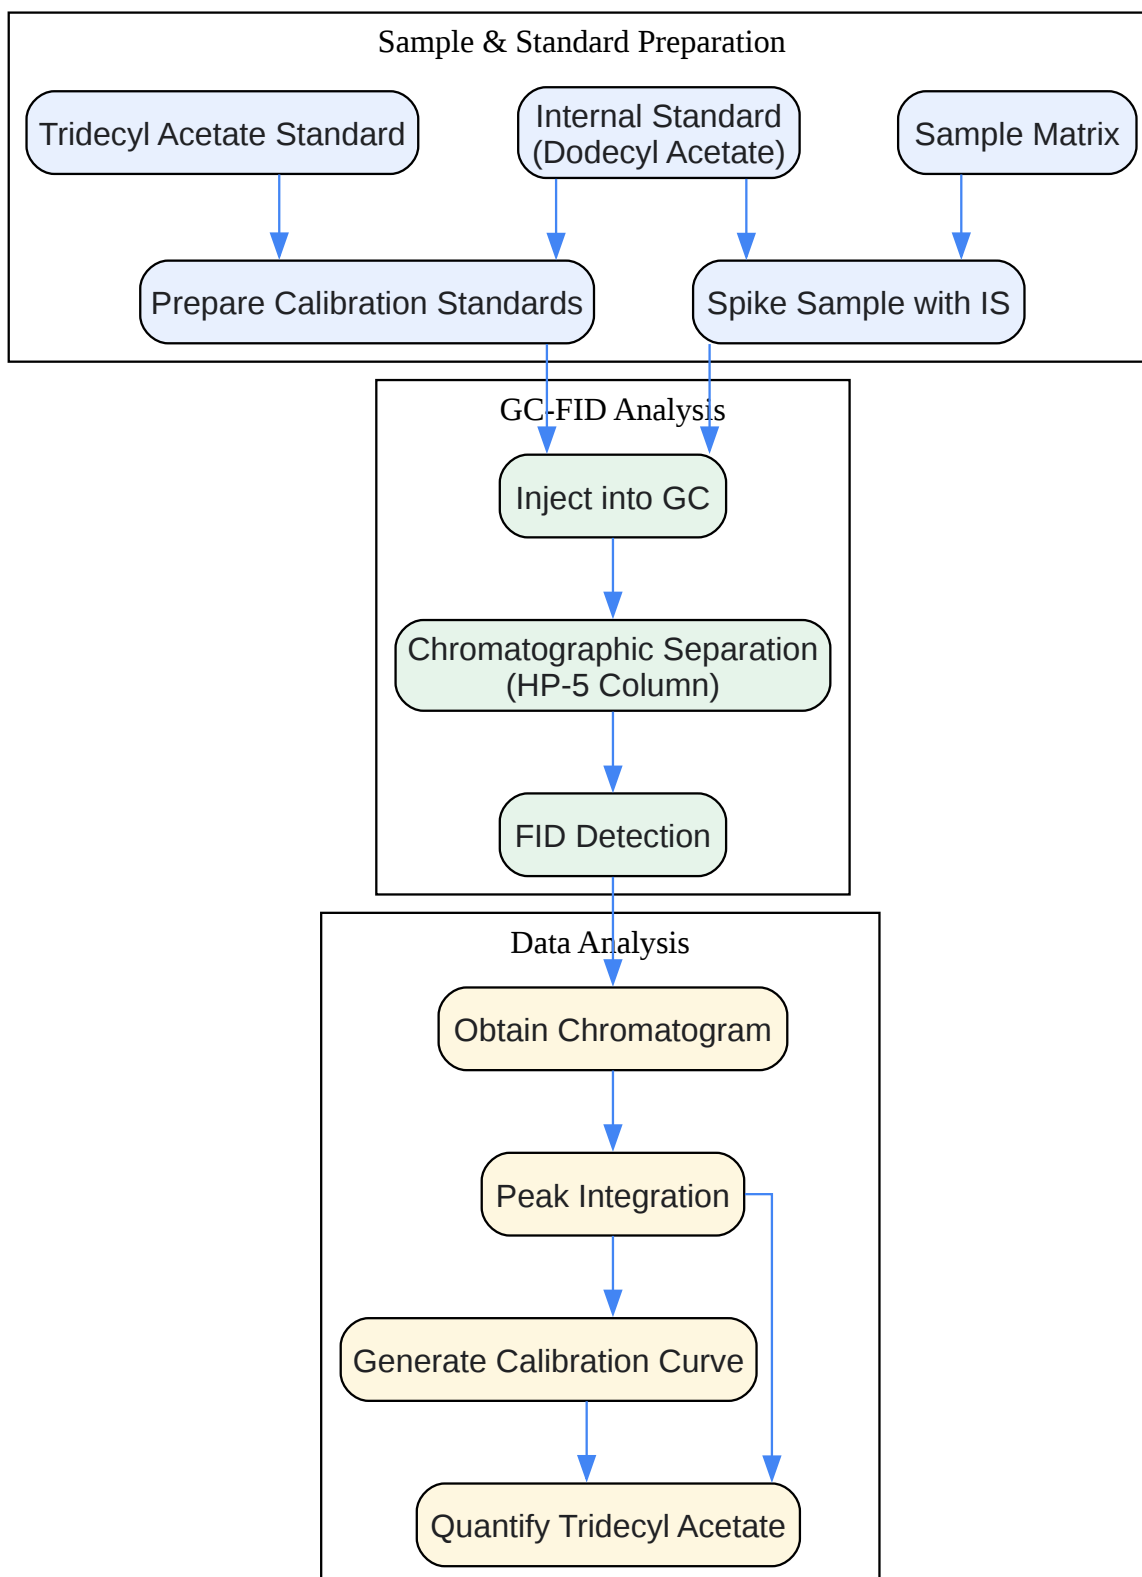 Sample & Standard Preparation
Tridecyl Acetate Standard
Internal Standard
(Dodecyl Acetate)
Sample Matrix
Prepare Calibration Standards
Spike Sample with IS
GC-FID Analysis
Inject into GC
Chromatographic Separation
(HP-5 Column)
FID Detection
Data Analysis
Obtain Chromatogram
Peak Integration
Generate Calibration Curve
Quantify Tridecyl Acetate